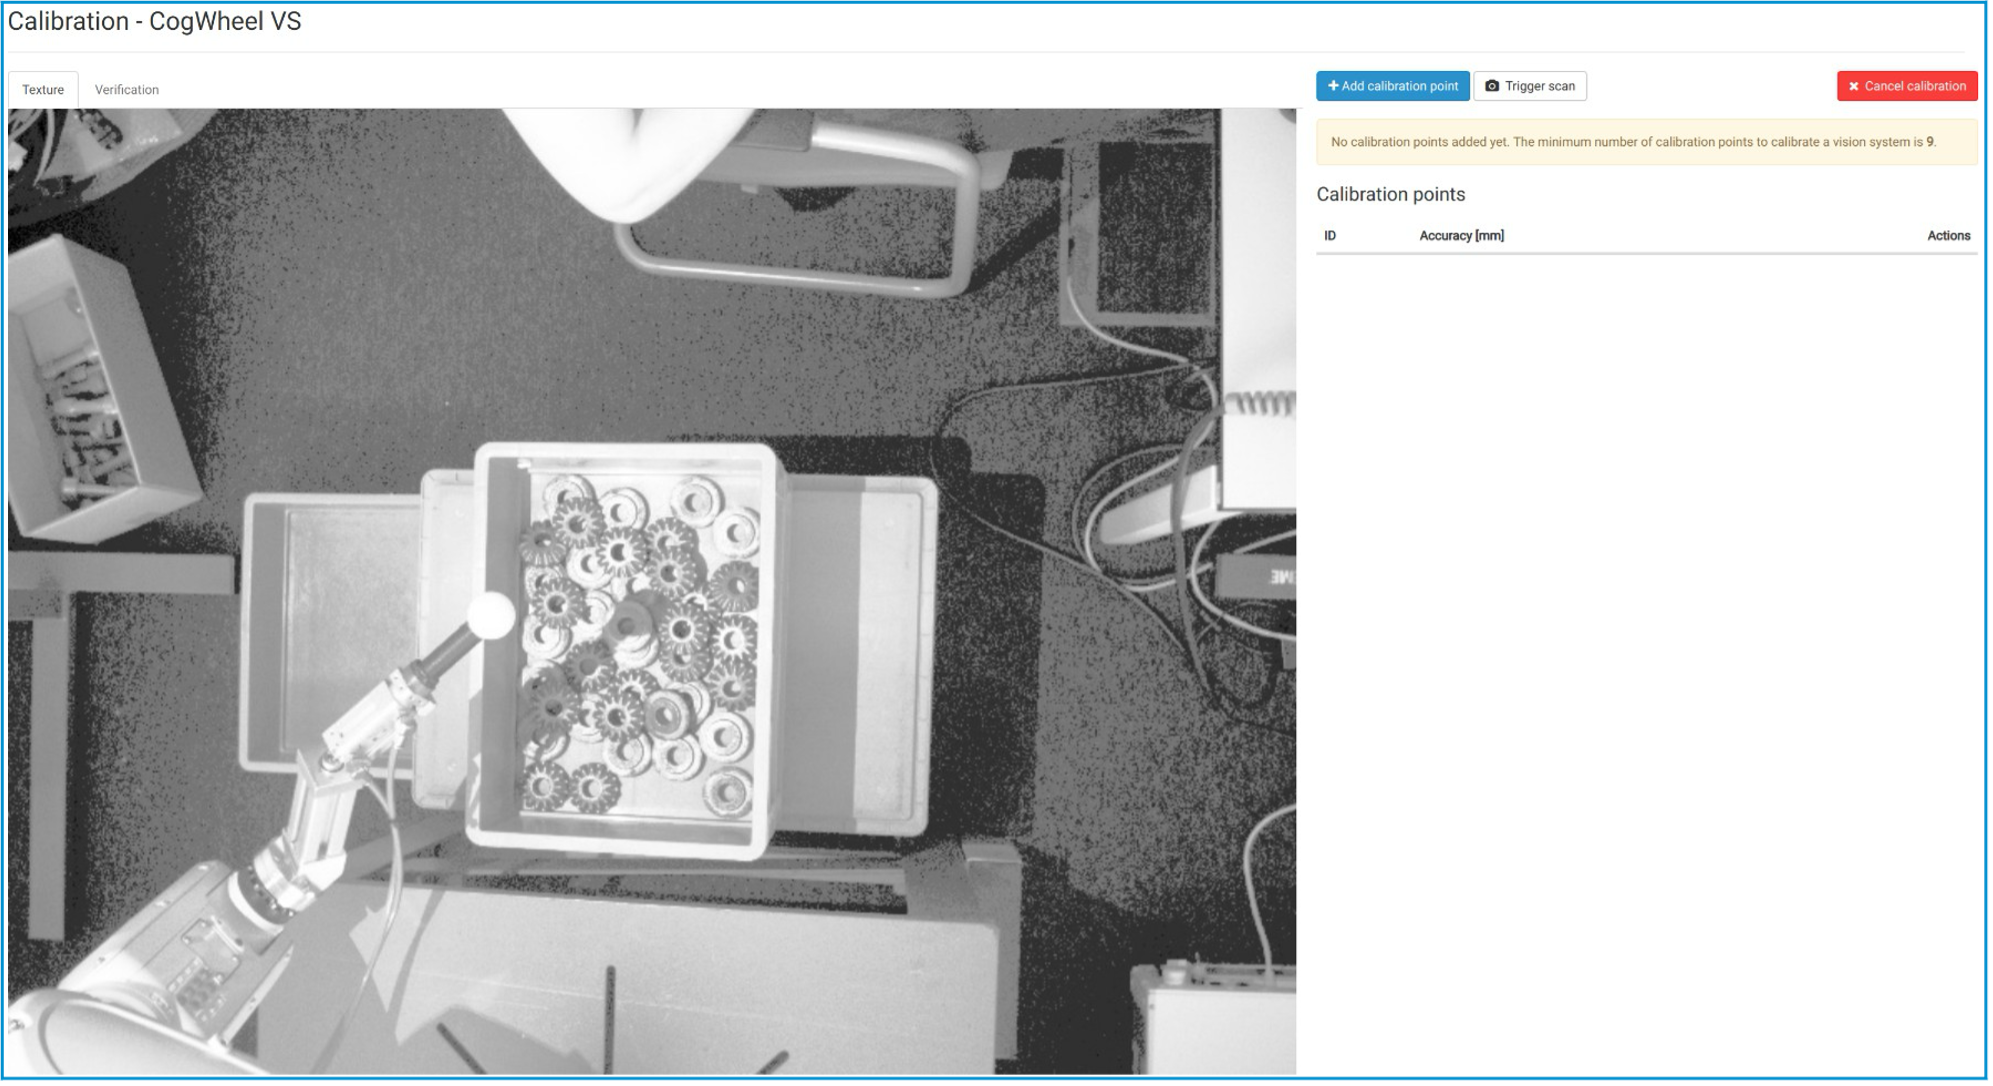 Calibration - CogWheel VS
Texture
Verification
Add calibration point
Trigger scan
Cancel calibration
No calibration points added yet. The minimum number of calibration points to calibrate a vision system is 9.
Calibration points
ID Accuracy [mm] Actions